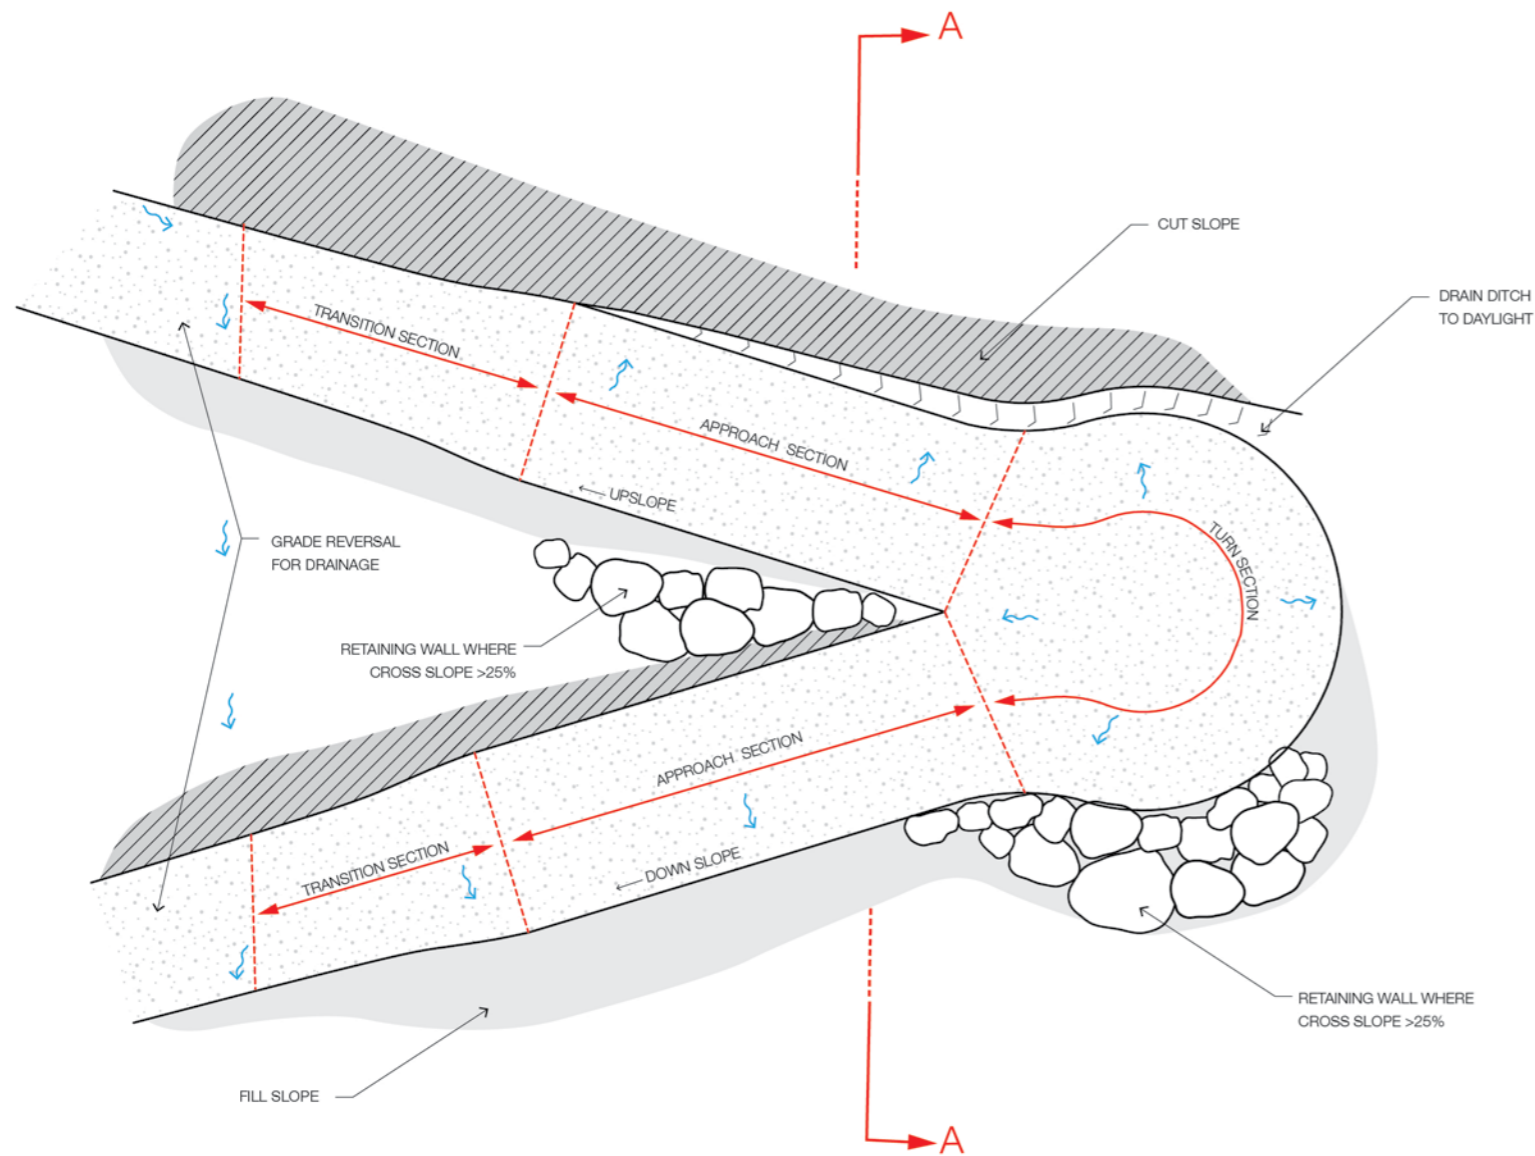 A
CUT SLOPE
DRAIN DITCH
TO DAYLIGHT
TRANSITION SECTION
APPROACH SECTION
UPSLOPE
TURN SECTION
GRADE REVERSAL
FOR DRAINAGE
RETAINING WALL WHERE
CROSS SLOPE >25%
APPROACH SECTION
TRANSITION SECTION
DOWN SLOPE
RETAINING WALL WHERE
CROSS SLOPE >25%
FILL SLOPE
A